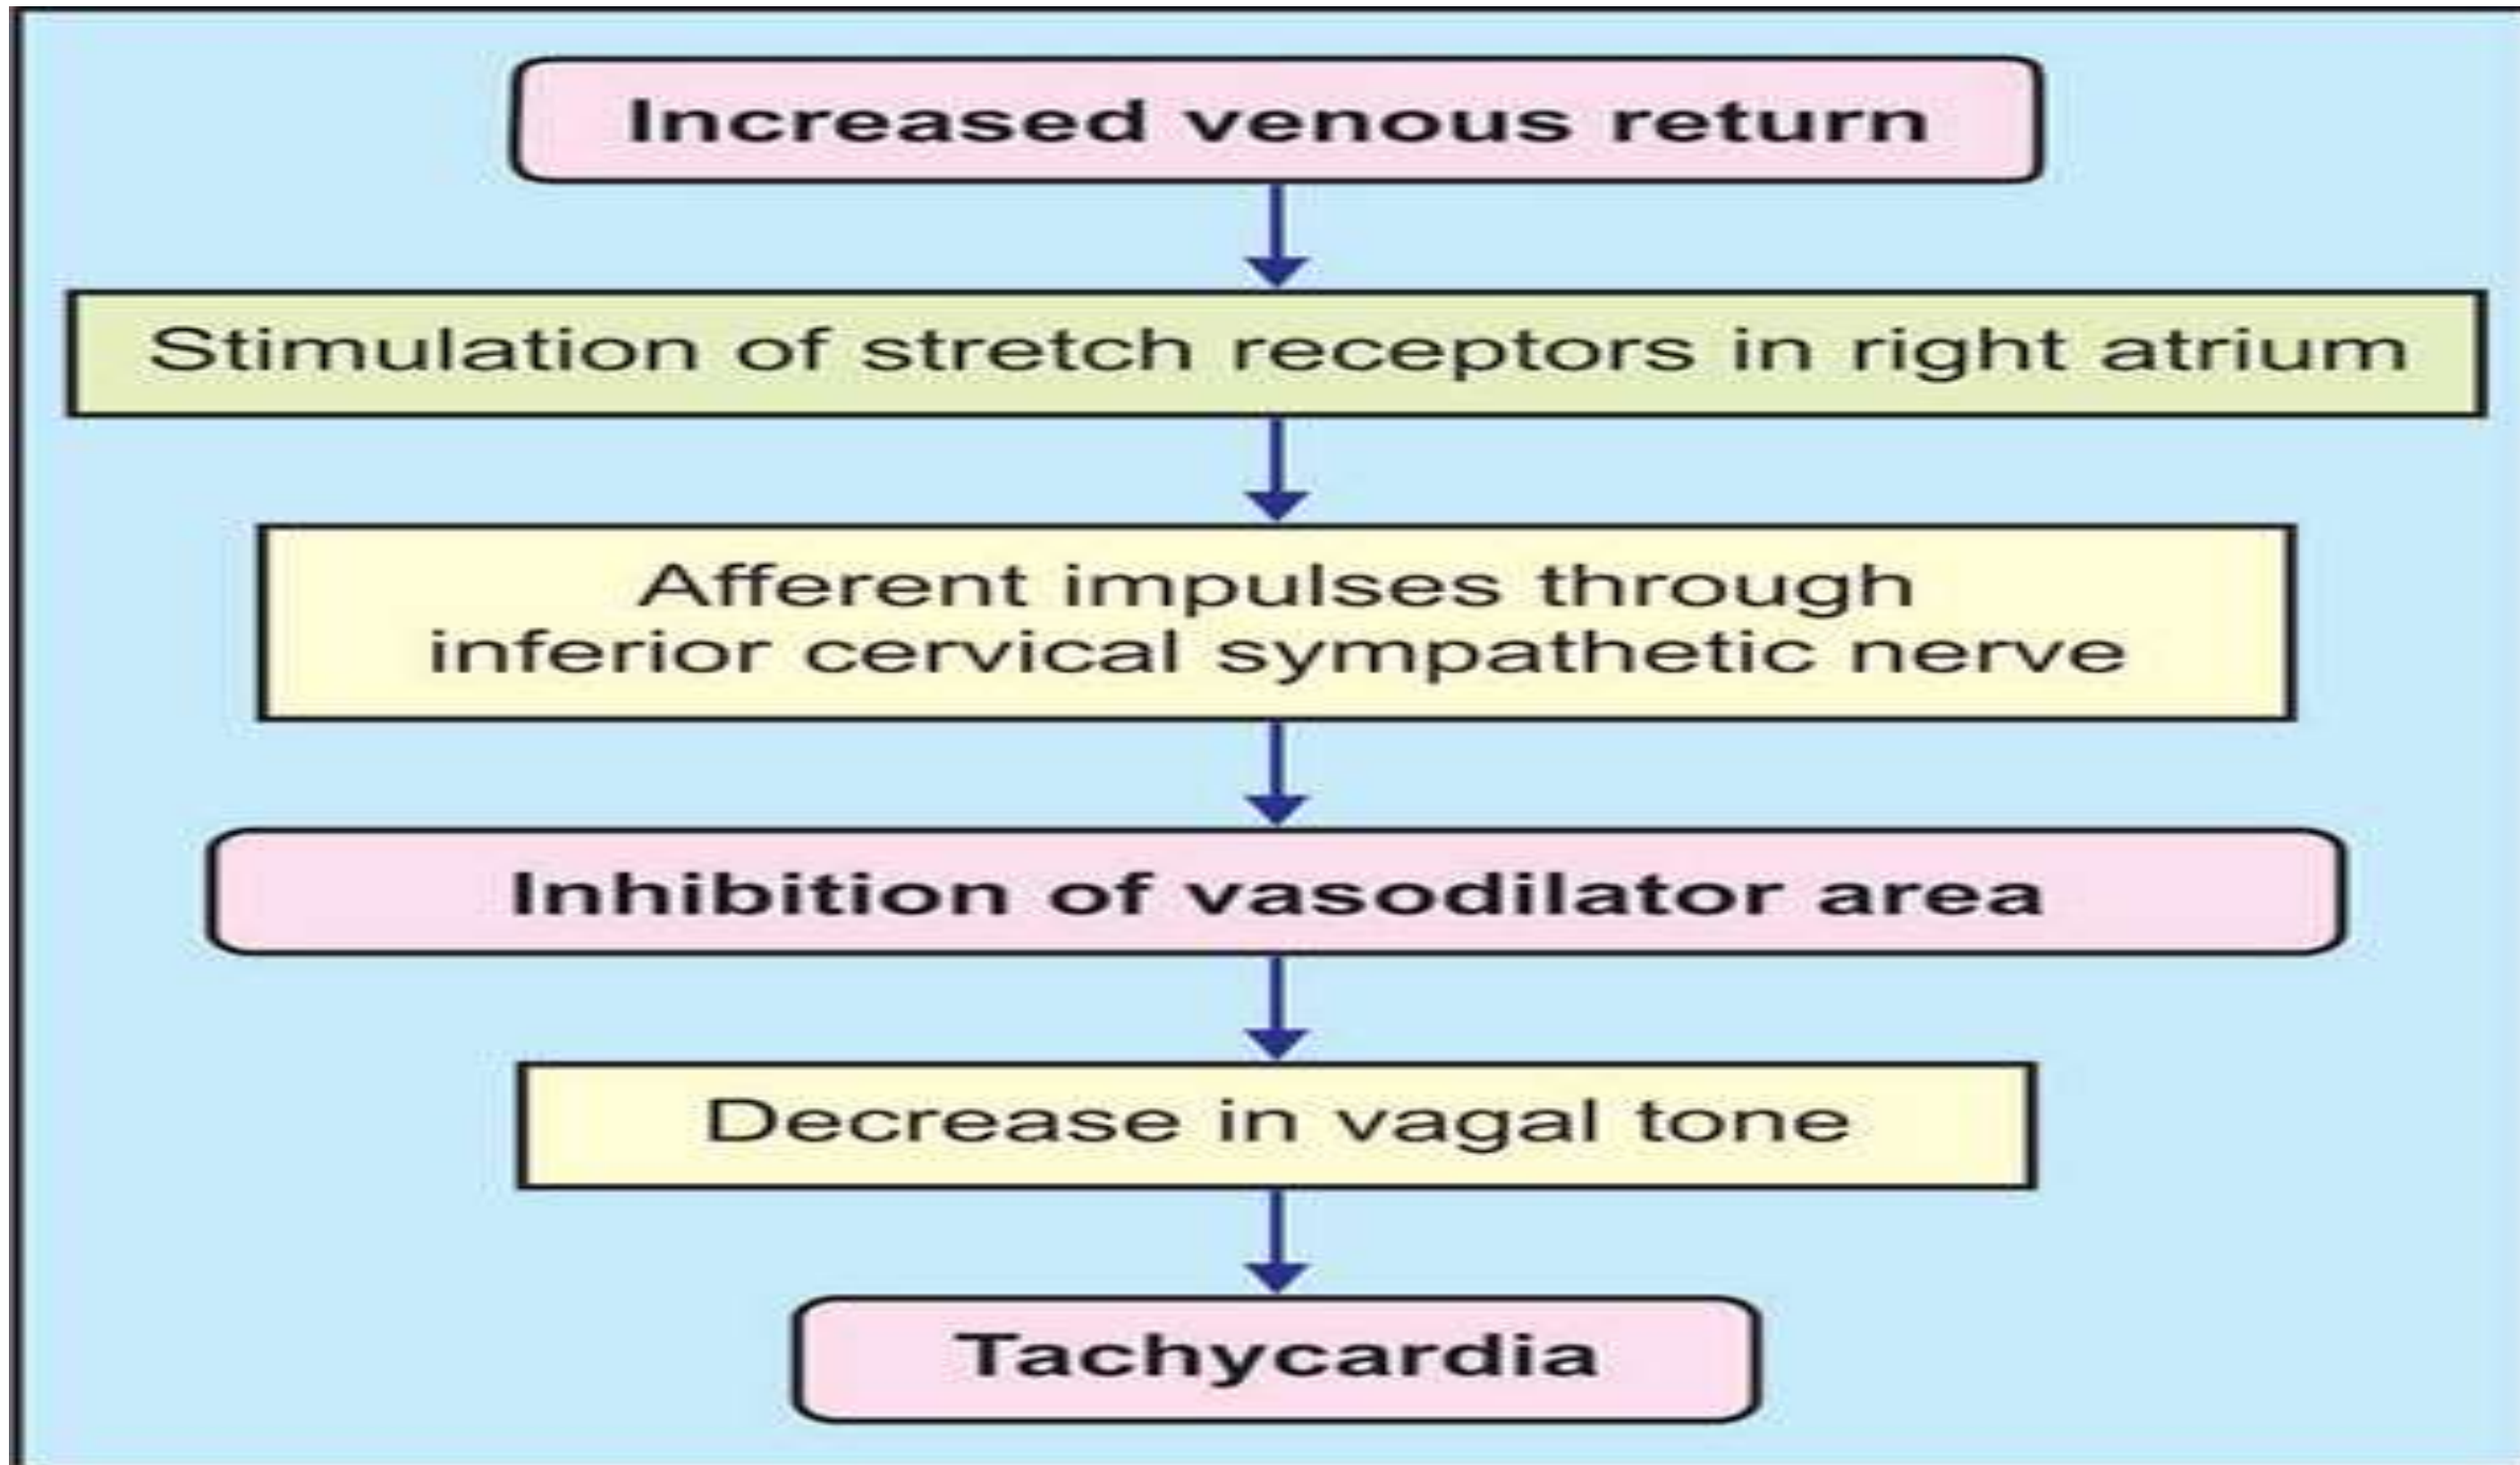 Increased venous return
Stimulation of stretch receptors in right atrium
Afferent impulses through
inferior cervical sympathetic nerve
Inhibition of vasodilator area
Decrease in vagal tone
Tachycardia